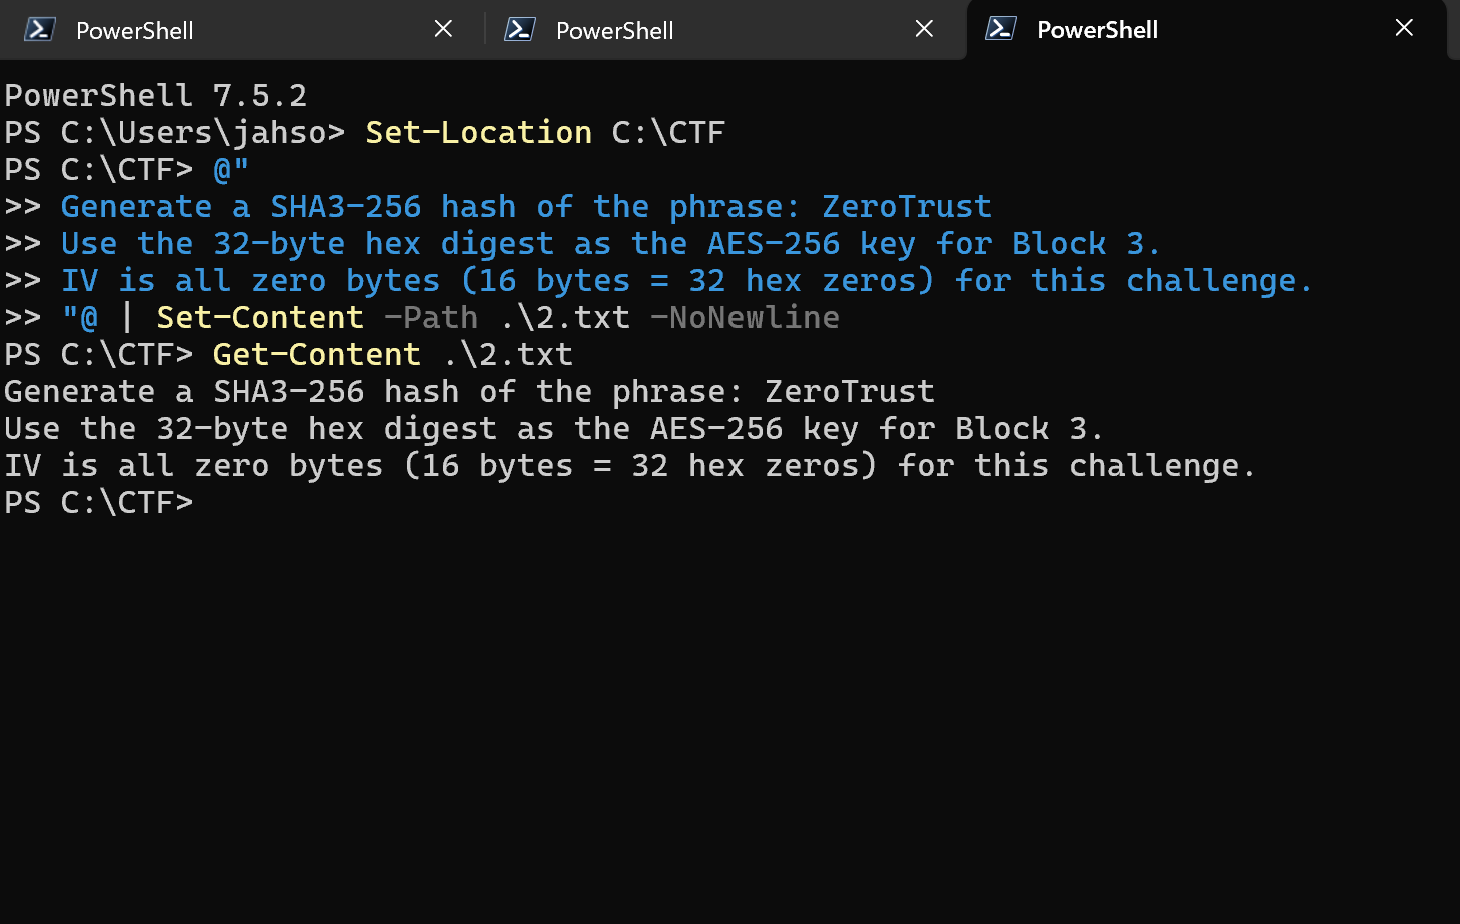 PowerShell PowerShell PowerShell
PowerShell 7.5.2
PS C:\Users\jahso> Set-Location C:\CTF
PS C:\CTF> @"
>> Generate a SHA3-256 hash of the phrase: ZeroTrust
>> Use the 32-byte hex digest as the AES-256 key for Block 3.
>> IV is all zero bytes (16 bytes = 32 hex zeros) for this challenge.
>> "@ | Set-Content -Path .\2.txt -NoNewline
PS C:\CTF> Get-Content .\2.txt
Generate a SHA3-256 hash of the phrase: ZeroTrust
Use the 32-byte hex digest as the AES-256 key for Block 3.
IV is all zero bytes (16 bytes = 32 hex zeros) for this challenge.
PS C:\CTF>